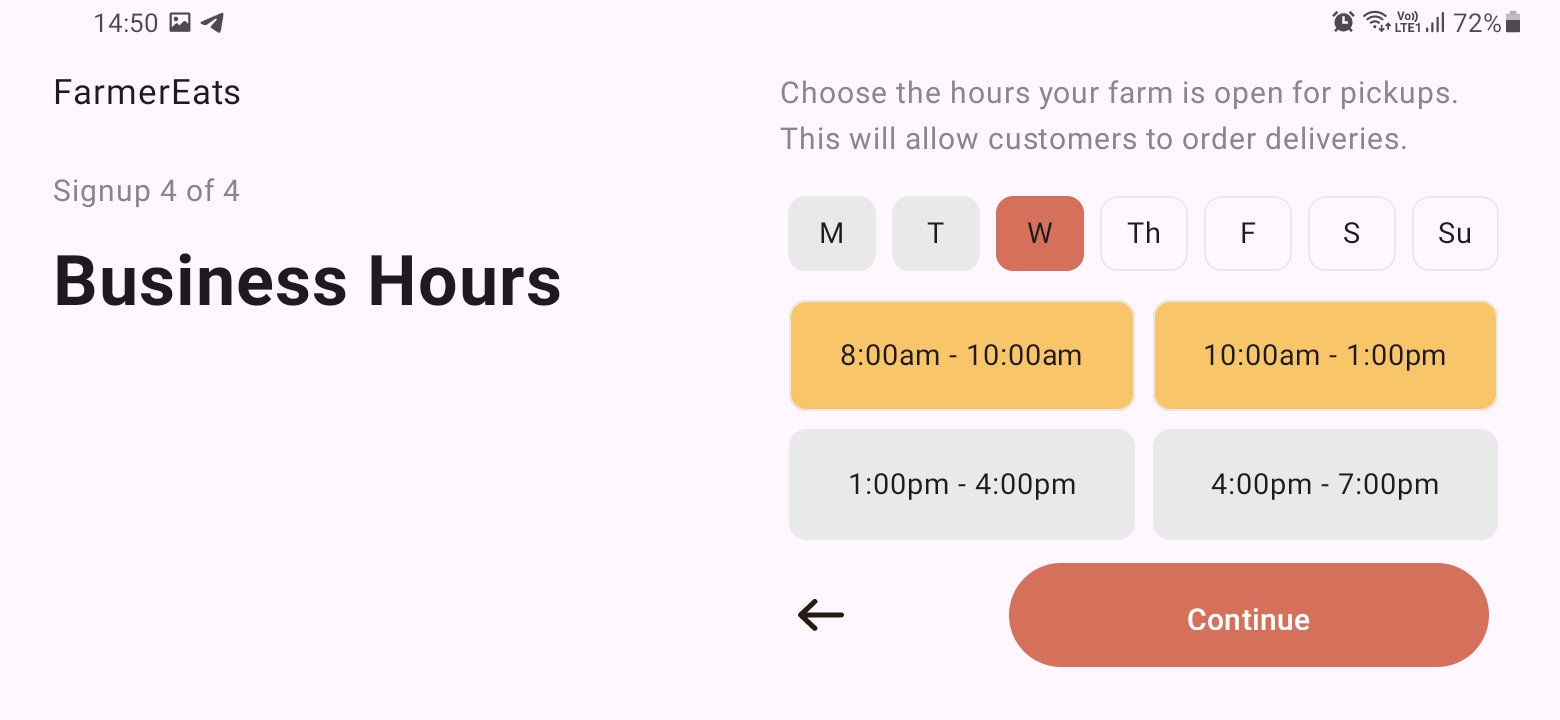 14:50
Vo)) LTE1 72%
FarmerEats
Signup 4 of 4
Business Hours
Choose the hours your farm is open for pickups.
This will allow customers to order deliveries.
M T W Th F S Su
8:00am - 10:00am
10:00am - 1:00pm
1:00pm - 4:00pm
4:00pm - 7:00pm
Continue